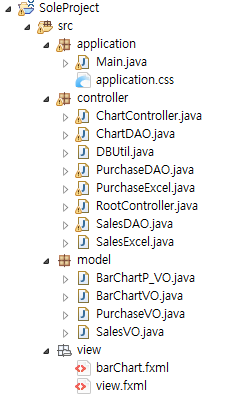 SoleProject
src
application
Main.java
application.css
controller
ChartController.java
ChartDAO.java
DBUtil.java
PurchaseDAO.java
PurchaseExcel.java
RootController.java
SalesDAO.java
SalesExcel.java
model
BarChartP_VO.java
BarChartVO.java
PurchaseVO.java
SalesVO.java
view
barChart.fxml
view.fxml